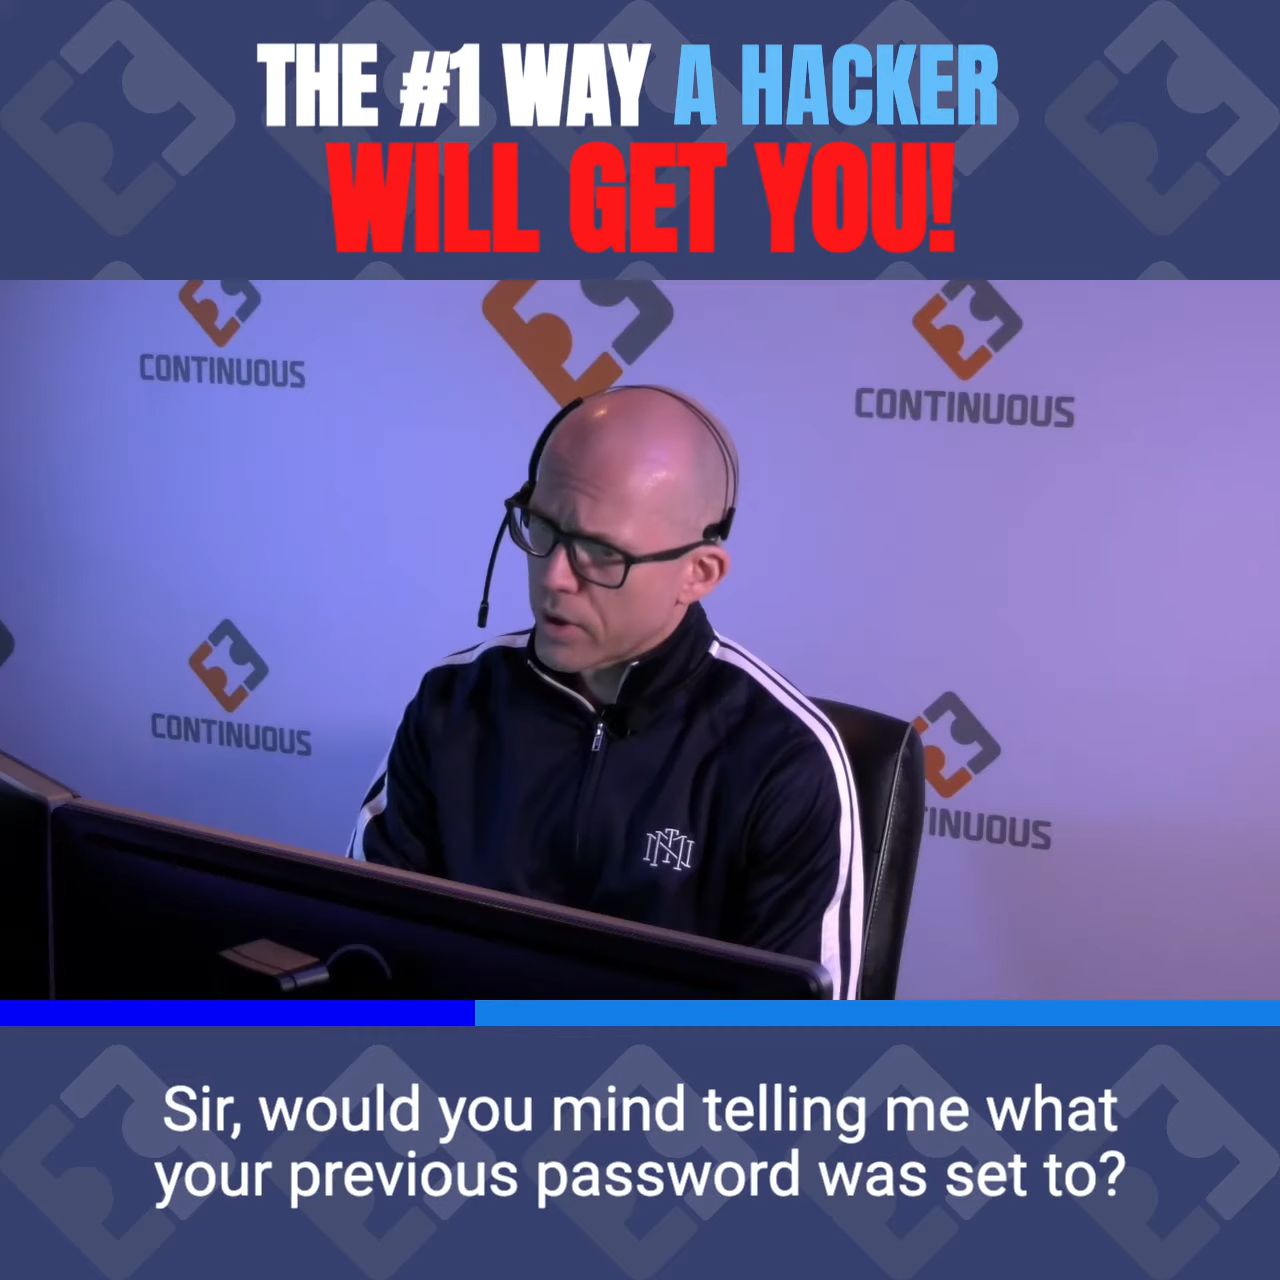 THE #1 WAY A HACKER
WILL GET YOU!
CONTINUOUS
CONTINUOUS
CONTINUOUS
TINUOUS
Sir, would you mind telling me what
your previous password was set to?